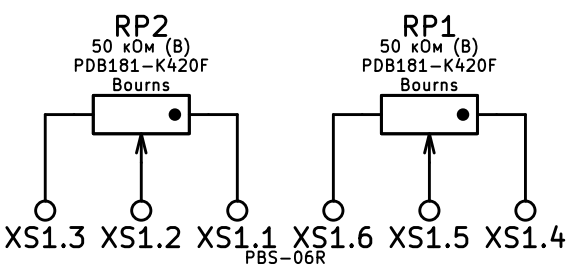 RP2
50 кОм (B)
PDB181-K420F
Bourns
RP1
50 кОм (B)
PDB181-K420F
Bourns
XS1.3 XS1.2 XS1.1 XS1.6 XS1.5 XS1.4
PBS-06R